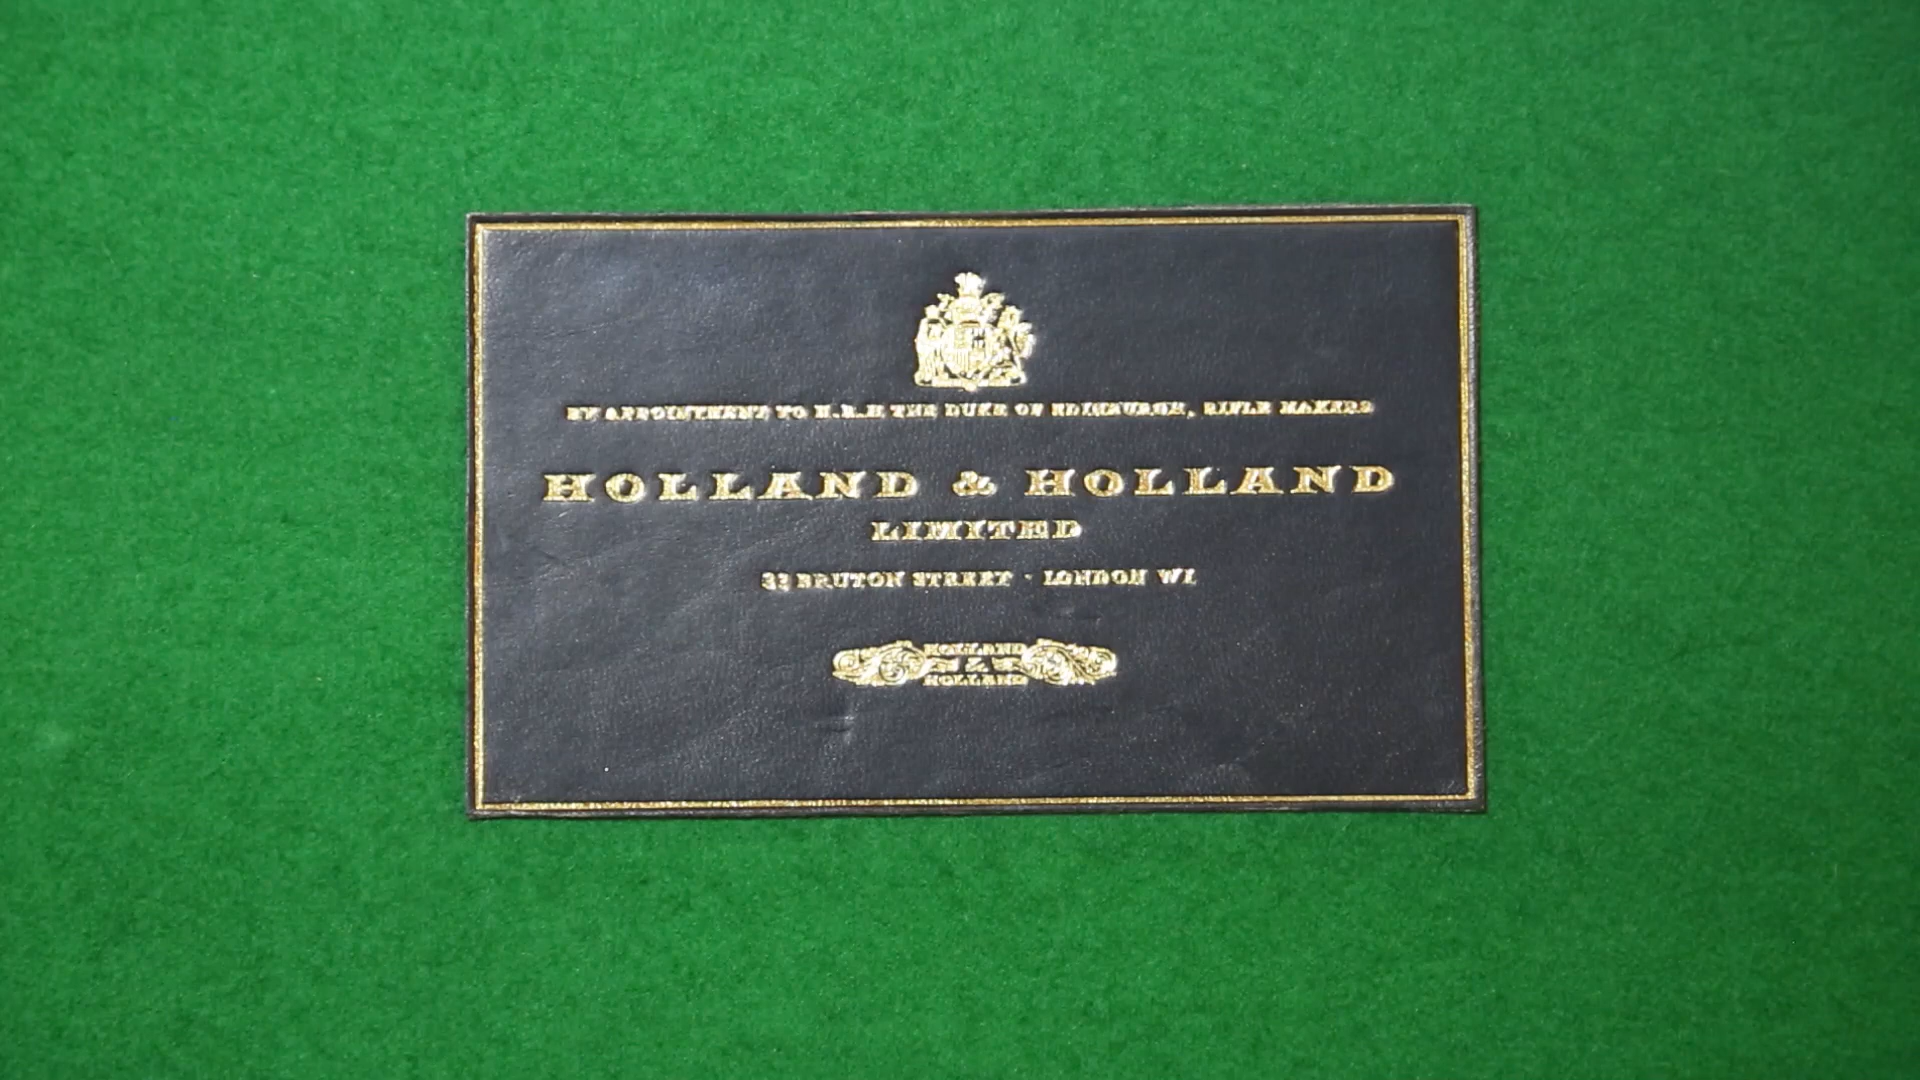 BY APPOINTMENT TO H.R.H THE DUKE OF EDINBURGH, RIFLE MAKERS
HOLLAND & HOLLAND
LIMITED
33 BRUTON STREET · LONDON W1
HOLLAND
&
HOLLAND